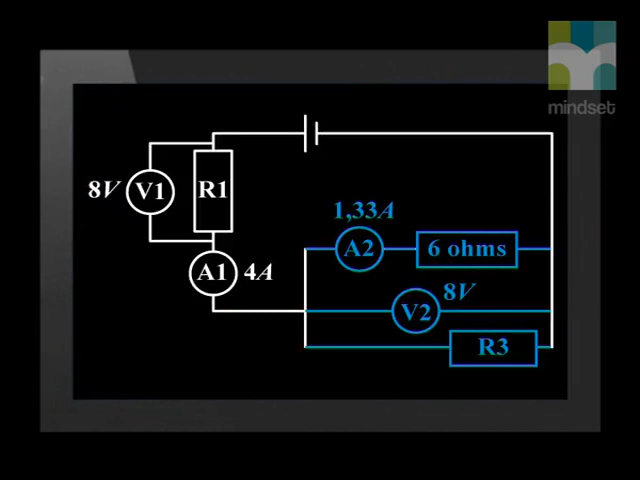 mindset
8V V1 R1
1,33A
A2 6 ohms
A1 4A
8V
V2
R3